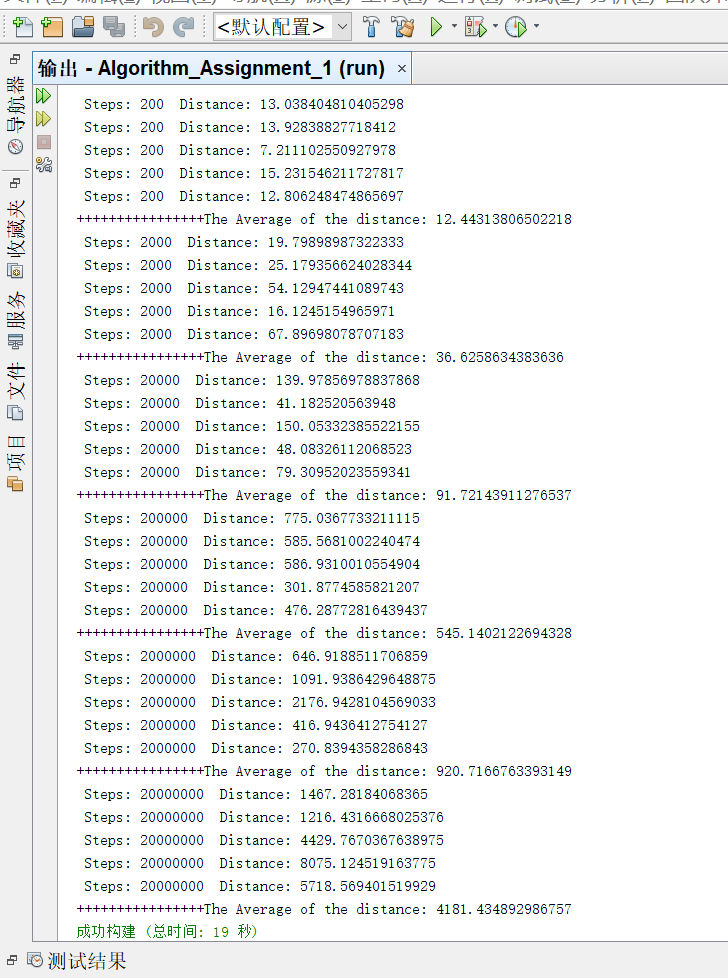 <默认配置>
输出 - Algorithm_Assignment_1 (run) ×
导航器
收藏夹
服务
文件
项目
Steps: 200 Distance: 13.038404810405298
Steps: 200 Distance: 13.92838827718412
Steps: 200 Distance: 7.211102550927978
Steps: 200 Distance: 15.231546211727817
Steps: 200 Distance: 12.806248474865697
++++++++++++++++The Average of the distance: 12.44313806502218
Steps: 2000 Distance: 19.79898987322333
Steps: 2000 Distance: 25.179356624028344
Steps: 2000 Distance: 54.12947441089743
Steps: 2000 Distance: 16.1245154965971
Steps: 2000 Distance: 67.89698078707183
++++++++++++++++The Average of the distance: 36.6258634383636
Steps: 20000 Distance: 139.97856978837868
Steps: 20000 Distance: 41.182520563948
Steps: 20000 Distance: 150.05332385522155
Steps: 20000 Distance: 48.08326112068523
Steps: 20000 Distance: 79.30952023559341
++++++++++++++++The Average of the distance: 91.72143911276537
Steps: 200000 Distance: 775.0367733211115
Steps: 200000 Distance: 585.5681002240474
Steps: 200000 Distance: 586.9310010554904
Steps: 200000 Distance: 301.8774585821207
Steps: 200000 Distance: 476.28772816439437
++++++++++++++++The Average of the distance: 545.1402122694328
Steps: 2000000 Distance: 646.9188511706859
Steps: 2000000 Distance: 1091.9386429648875
Steps: 2000000 Distance: 2176.9428104569033
Steps: 2000000 Distance: 416.9436412754127
Steps: 2000000 Distance: 270.8394358286843
++++++++++++++++The Average of the distance: 920.7166763393149
Steps: 20000000 Distance: 1467.28184068365
Steps: 20000000 Distance: 1216.4316668025376
Steps: 20000000 Distance: 4429.7670367638975
Steps: 20000000 Distance: 8075.124519163775
Steps: 20000000 Distance: 5718.569401519929
++++++++++++++++The Average of the distance: 4181.434892986757
成功构建 (总时间: 19 秒)
测试结果